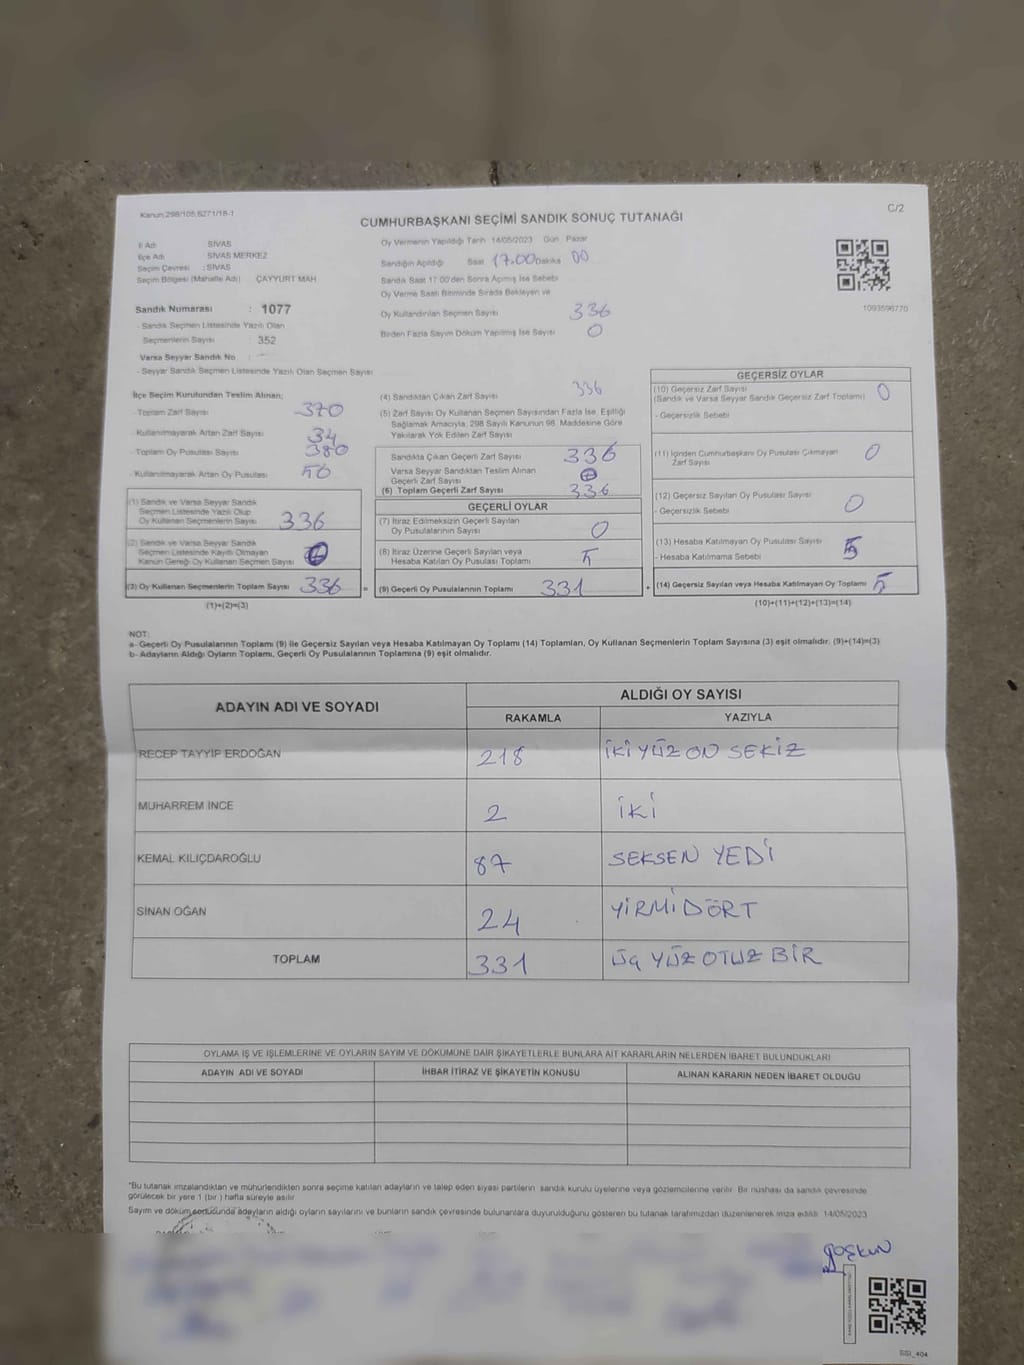 Kanun:298/105,6271/18-1
C/2
CUMHURBAŞKANI SEÇİMİ SANDIK SONUÇ TUTANAĞI
İl Adı : SİVAS
İlçe Adı : SİVAS MERKEZ
Seçim Çevresi : SİVAS
Seçim Bölgesi (Mahalle Adı) : ÇAYYURT MAH
Sandık Numarası : 1077
- Sandık Seçmen Listesinde Yazılı Olan
Seçmenlerin Sayısı : 352
Varsa Seyyar Sandık No :
- Seyyar Sandık Seçmen Listesinde Yazılı Olan Seçmen Sayısı
Oy Vermenin Yapıldığı Tarih 14/05/2023 Gün Pazar
Sandığın Açıldığı Saat 17.00 Dakika 00
Sandık Saat 17:00'den Sonra Açılmış İse Sebebi
Oy Verme Saati Bitiminde Sırada Bekleyen ve
Oy Kullandırılan Seçmen Sayısı 336
Birden Fazla Sayım Döküm Yapılmış İse Sayısı 0
1093596770
İlçe Seçim Kurulundan Teslim Alınan;
- Toplam Zarf Sayısı 370
- Kullanılmayarak Artan Zarf Sayısı 34
- Toplam Oy Pusulası Sayısı 380
- Kullanılmayarak Artan Oy Pusulası
(1) Sandık ve Varsa Seyyar Sandık
Seçmen Listesinde Yazılı Olup
Oy Kullanan Seçmenlerin Sayısı 336
(2) Sandık ve Varsa Seyyar Sandık
Seçmen Listesinde Kayıtlı Olmayan
Kanun Gereği Oy Kullanan Seçmen Sayısı
(3) Oy Kullanan Seçmenlerin Toplam Sayısı 336 =
(1)+(2)=(3)
(4) Sandıktan Çıkan Zarf Sayısı 336
(5) Zarf Sayısı Oy Kullanan Seçmen Sayısından Fazla İse, Eşitliği
Sağlamak Amacıyla, 298 Sayılı Kanunun 98. Maddesine Göre
Yakılarak Yok Edilen Zarf Sayısı
Sandıkta Çıkan Geçerli Zarf Sayısı 336
Varsa Seyyar Sandıktan Teslim Alınan
Geçerli Zarf Sayısı
(6) Toplam Geçerli Zarf Sayısı 336
GEÇERLİ OYLAR
(7) İtiraz Edilmeksizin Geçerli Sayılan
Oy Pusulalarının Sayısı 0
(8) İtiraz Üzerine Geçerli Sayılan veya
Hesaba Katılan Oy Pusulası Toplamı 5
(9) Geçerli Oy Pusulalarının Toplamı 331 +
GEÇERSİZ OYLAR
(10) Geçersiz Zarf Sayısı 0
(Sandık ve Varsa Seyyar Sandık Geçersiz Zarf Toplamı)
- Geçersizlik Sebebi
(11) İçinden Cumhurbaşkanı Oy Pusulası Çıkmayan
Zarf Sayısı 0
(12) Geçersiz Sayılan Oy Pusulası Sayısı 0
- Geçersizlik Sebebi
(13) Hesaba Katılmayan Oy Pusulası Sayısı 5
- Hesaba Katılmama Sebebi
(14) Geçersiz Sayılan veya Hesaba Katılmayan Oy Toplamı 5
(10)+(11)+(12)+(13)=(14)
NOT:
a- Geçerli Oy Pusulalarının Toplamı (9) ile Geçersiz Sayılan veya Hesaba Katılmayan Oy Toplamı (14) Toplamları, Oy Kullanan Seçmenlerin Toplam Sayısına (3) eşit olmalıdır. (9)+(14)=(3)
b- Adayların Aldığı Oyların Toplamı, Geçerli Oy Pusulalarının Toplamına (9) eşit olmalıdır.
ADAYIN ADI VE SOYADI ALDIĞI OY SAYISI
RAKAMLA YAZIYLA
RECEP TAYYİP ERDOĞAN 218 İKİ YÜZ ON SEKİZ
MUHARREM İNCE 2 İKİ
KEMAL KILIÇDAROĞLU 87 SEKSEN YEDİ
SİNAN OĞAN 24 YİRMİ DÖRT
TOPLAM 331 ÜÇ YÜZ OTUZ BİR
OYLAMA İŞ VE İŞLEMLERİNE VE OYLARIN SAYIM VE DÖKÜMÜNE DAİR ŞİKAYETLERLE BUNLARA AİT KARARLARIN NELERDEN İBARET BULUNDUKLARI
ADAYIN ADI VE SOYADI İHBAR İTİRAZ VE ŞİKAYETİN KONUSU ALINAN KARARIN NEDEN İBARET OLDUĞU
*Bu tutanak imzalandıktan ve mühürlendikten sonra seçime katılan adayların ve talep eden siyasi partilerin sandık kurulu üyelerine veya gözlemcilerine verilir. Bir nüshası da sandık çevresinde
görülecek bir yere 1 (bir ) hafta süreyle asılır
Sayım ve döküm sonucunda adayların aldığı oyların sayılarını ve bunların sandık çevresinde bulunanlara duyurulduğunu gösteren bu tutanak tarafımızdan düzenlenerek imza edildi. 14/05/2023
SSI_404